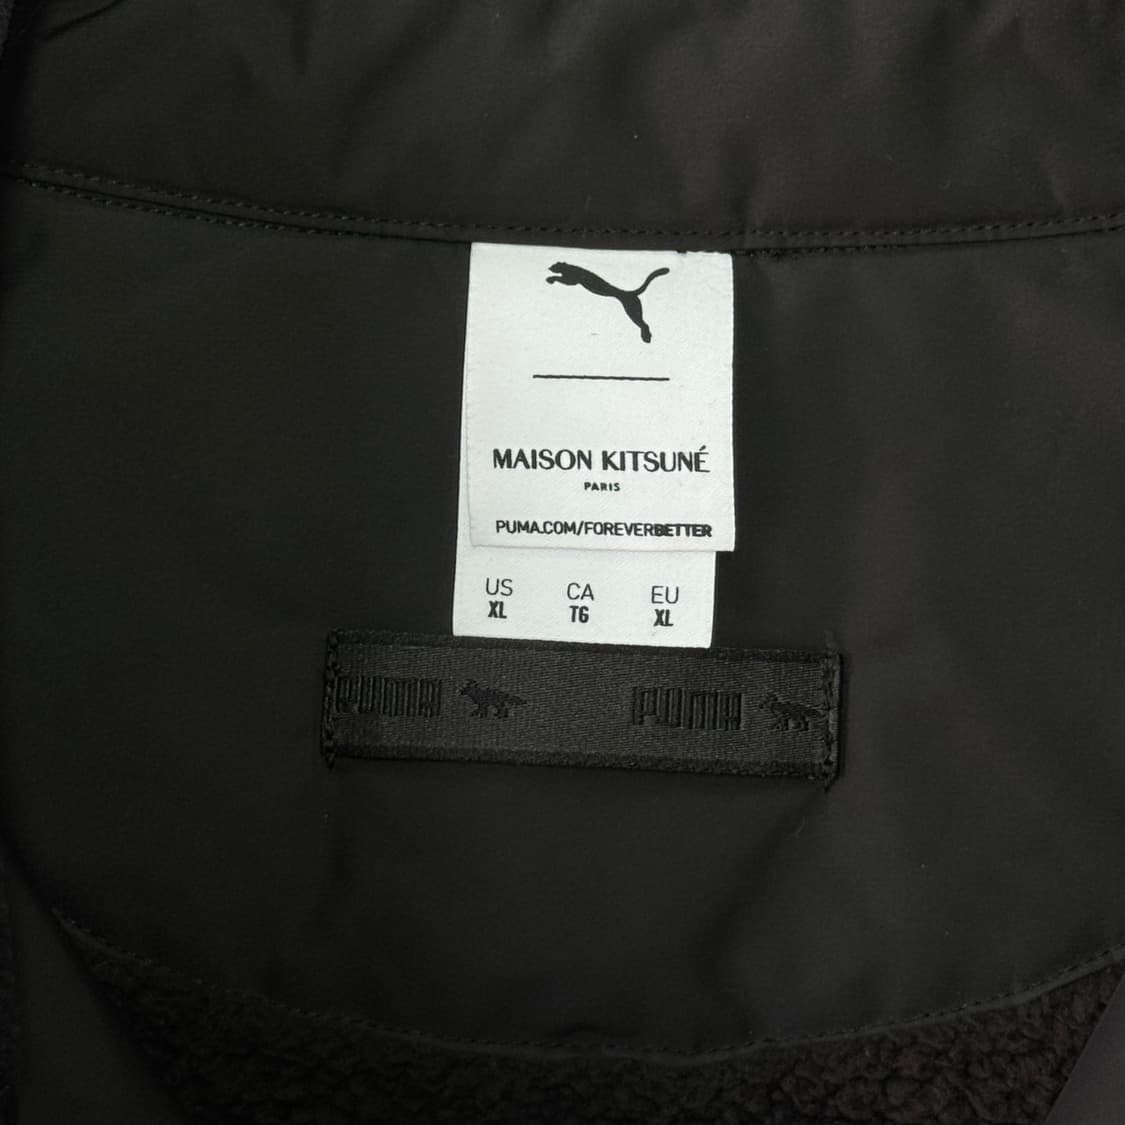 MAISON KITSUNÉ
PARIS
PUMA.COM/FOREVERBETTER
US CA EU
XL TG XL
PUMA PUMA